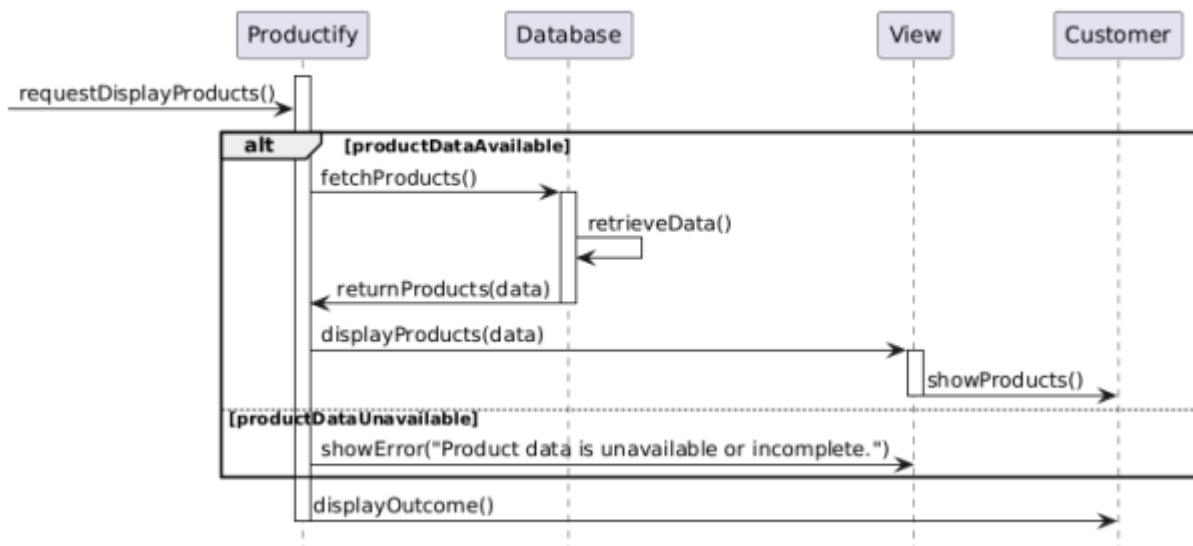 Productify Database View Customer
requestDisplayProducts()
alt [productDataAvailable]
fetchProducts()
retrieveData()
returnProducts(data)
displayProducts(data)
showProducts()
[productDataUnavailable]
showError("Product data is unavailable or incomplete.")
displayOutcome()